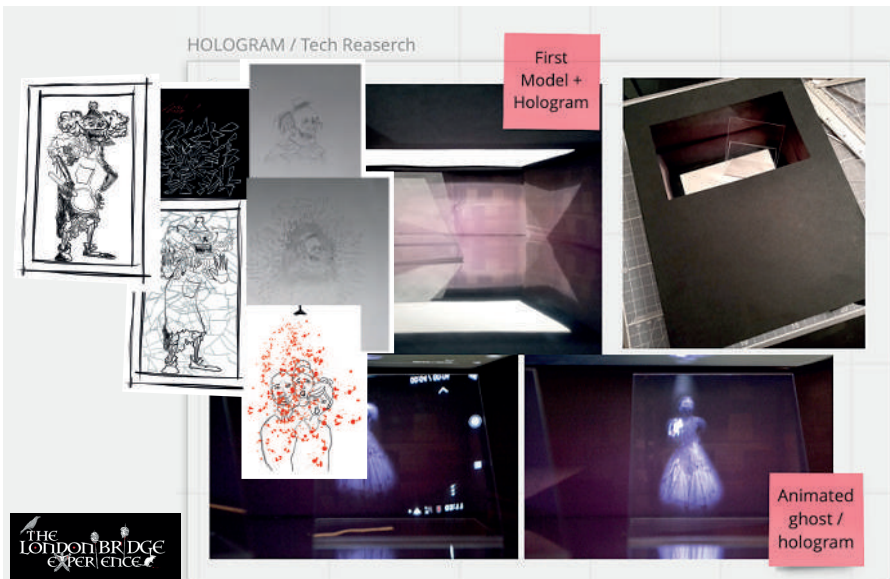 HOLOGRAM / Tech Reaserch
First
Model +
Hologram
Animated
ghost /
hologram
THE
LONDON BRIDGE
EXPERIENCE